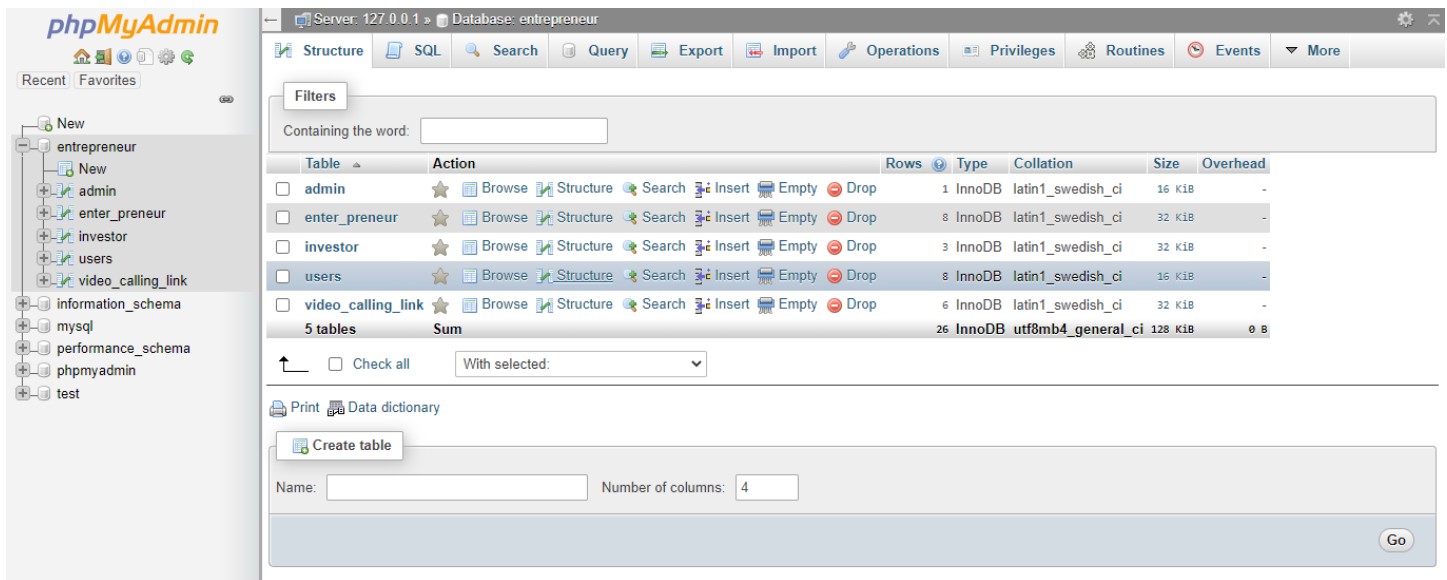 phpMyAdmin
Recent Favorites
New
entrepreneur
New
admin
enter_preneur
investor
users
video_calling_link
information_schema
mysql
performance_schema
phpmyadmin
test
Server: 127.0.0.1 » Database: entrepreneur
Structure SQL Search Query Export Import Operations Privileges Routines Events More
Filters
Containing the word:
Table Action Rows Type Collation Size Overhead
admin Browse Structure Search Insert Empty Drop 1 InnoDB latin1_swedish_ci 16 KiB -
enter_preneur Browse Structure Search Insert Empty Drop 8 InnoDB latin1_swedish_ci 32 KiB -
investor Browse Structure Search Insert Empty Drop 3 InnoDB latin1_swedish_ci 32 KiB -
users Browse Structure Search Insert Empty Drop 8 InnoDB latin1_swedish_ci 16 KiB -
video_calling_link Browse Structure Search Insert Empty Drop 6 InnoDB latin1_swedish_ci 32 KiB -
5 tables Sum 26 InnoDB utf8mb4_general_ci 128 KiB 0 B
Check all With selected:
Print Data dictionary
Create table
Name: Number of columns: 4
Go